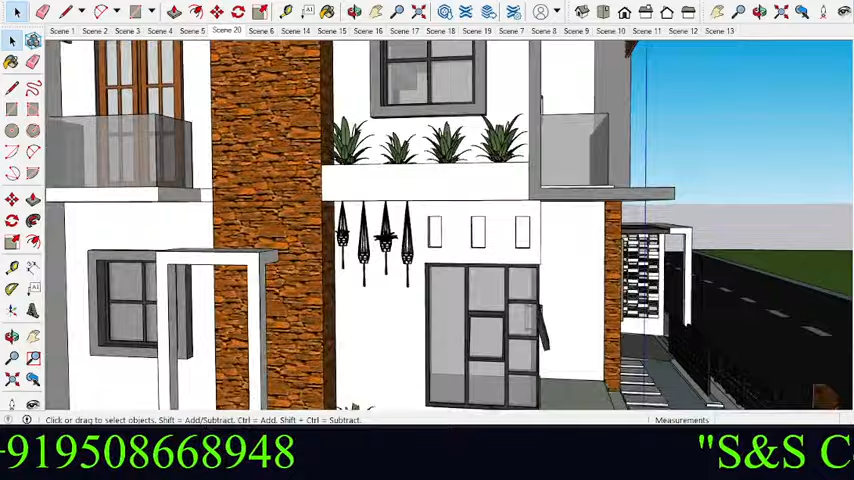 Scene 1 Scene 2 Scene 3 Scene 4 Scene 5 Scene 20 Scene 6 Scene 14 Scene 15 Scene 16 Scene 17 Scene 18 Scene 19 Scene 7 Scene 8 Scene 9 Scene 10 Scene 11 Scene 12 Scene 13
Click or drag to select objects. Shift = Add/Subtract. Ctrl = Add. Shift + Ctrl = Subtract. Measurements
+919508668948 "S&S C